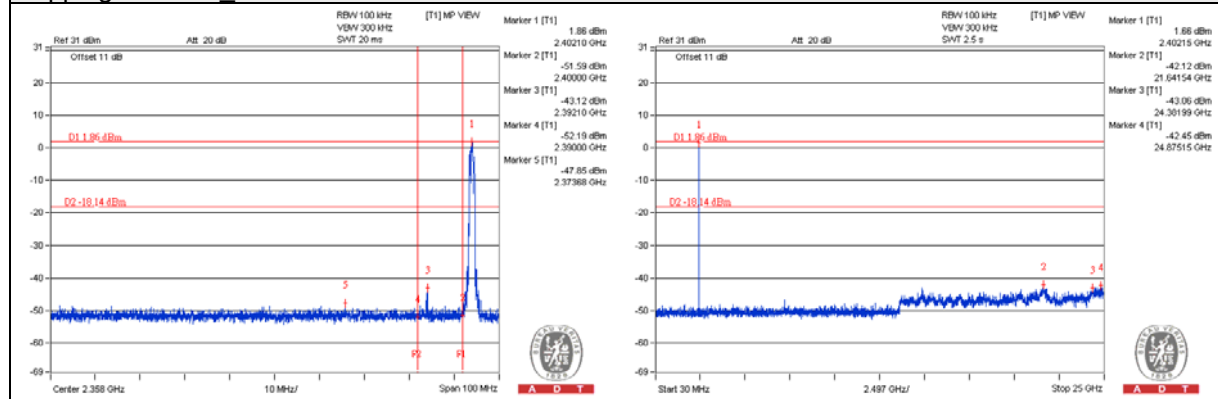 RBW 100 kHz [T1] MP VIEW
VBW 300 kHz
Ref 31 dBm Att 20 dB SWT 20 ms
31
Offset 11 dB
20
10
D1 1.86 dBm
1
0
-10
D2 -18.14 dBm
-20
-30
-40
5
3
4
2
-50
-60
F2
F1
-69
Center 2.358 GHz 10 MHz/ Span 100 MHz
Marker 1 [T1]
1.86 dBm
2.40210 GHz
Marker 2 [T1]
-51.59 dBm
2.40000 GHz
Marker 3 [T1]
-43.12 dBm
2.39210 GHz
Marker 4 [T1]
-52.19 dBm
2.39000 GHz
Marker 5 [T1]
-47.85 dBm
2.37368 GHz
BUREAU VERITAS
1828
A D T
RBW 100 kHz [T1] MP VIEW
VBW 300 kHz
Ref 31 dBm Att 20 dB SWT 2.5 s
31
Offset 11 dB
20
10
1
D1 1.86 dBm
0
-10
D2 -18.14 dBm
-20
-30
-40
2
3
4
-50
-60
-69
Start 30 MHz 2.497 GHz/ Stop 25 GHz
Marker 1 [T1]
1.66 dBm
2.40215 GHz
Marker 2 [T1]
-42.12 dBm
21.64154 GHz
Marker 3 [T1]
-43.06 dBm
24.38199 GHz
Marker 4 [T1]
-42.45 dBm
24.87515 GHz
BUREAU VERITAS
1828
A D T